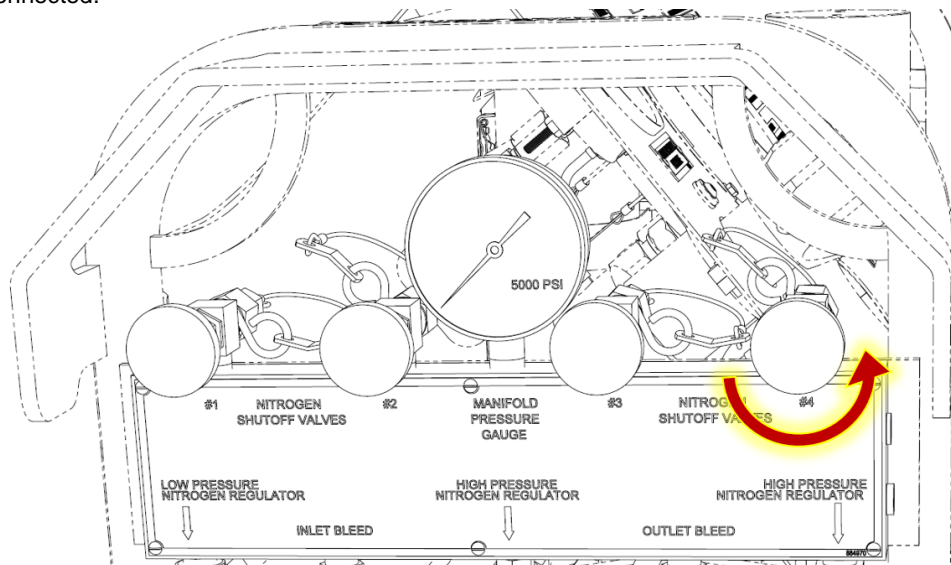 onnected.
5000 PSI
#1
NITROGEN
SHUTOFF VALVES
#2
MANIFOLD
PRESSURE
GAUGE
#3
NITROGEN
SHUTOFF VALVES
#4
LOW PRESSURE
NITROGEN REGULATOR
HIGH PRESSURE
NITROGEN REGULATOR
HIGH PRESSURE
NITROGEN REGULATOR
INLET BLEED
OUTLET BLEED